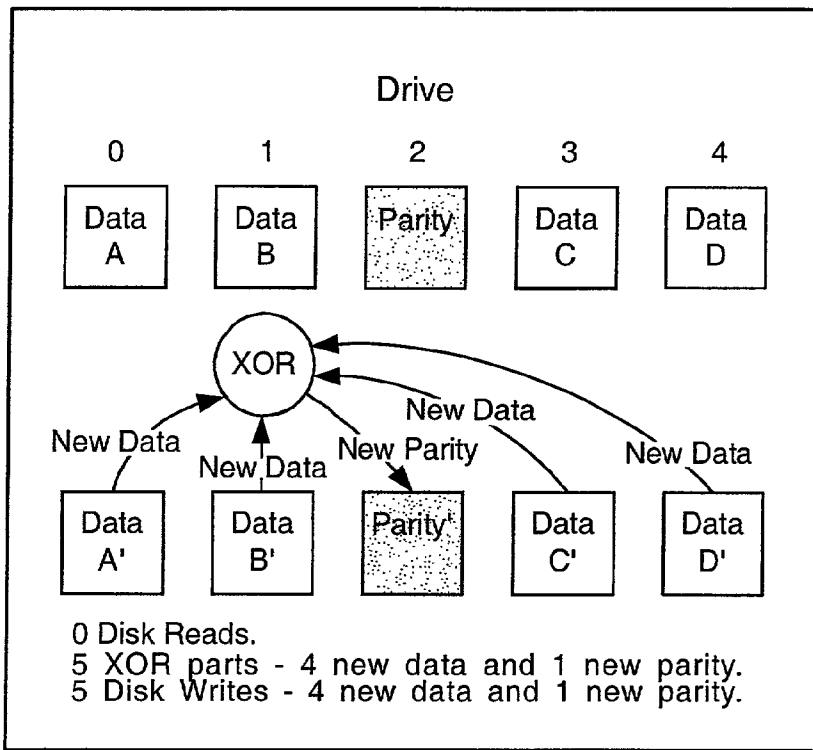 Drive
0 1 2 3 4
Data A
Data B
Parity
Data C
Data D
XOR
New Data
New Data
New Parity
New Data
New Data
Data A'
Data B'
Parity'
Data C'
Data D'
0 Disk Reads.
5 XOR parts - 4 new data and 1 new parity.
5 Disk Writes - 4 new data and 1 new parity.